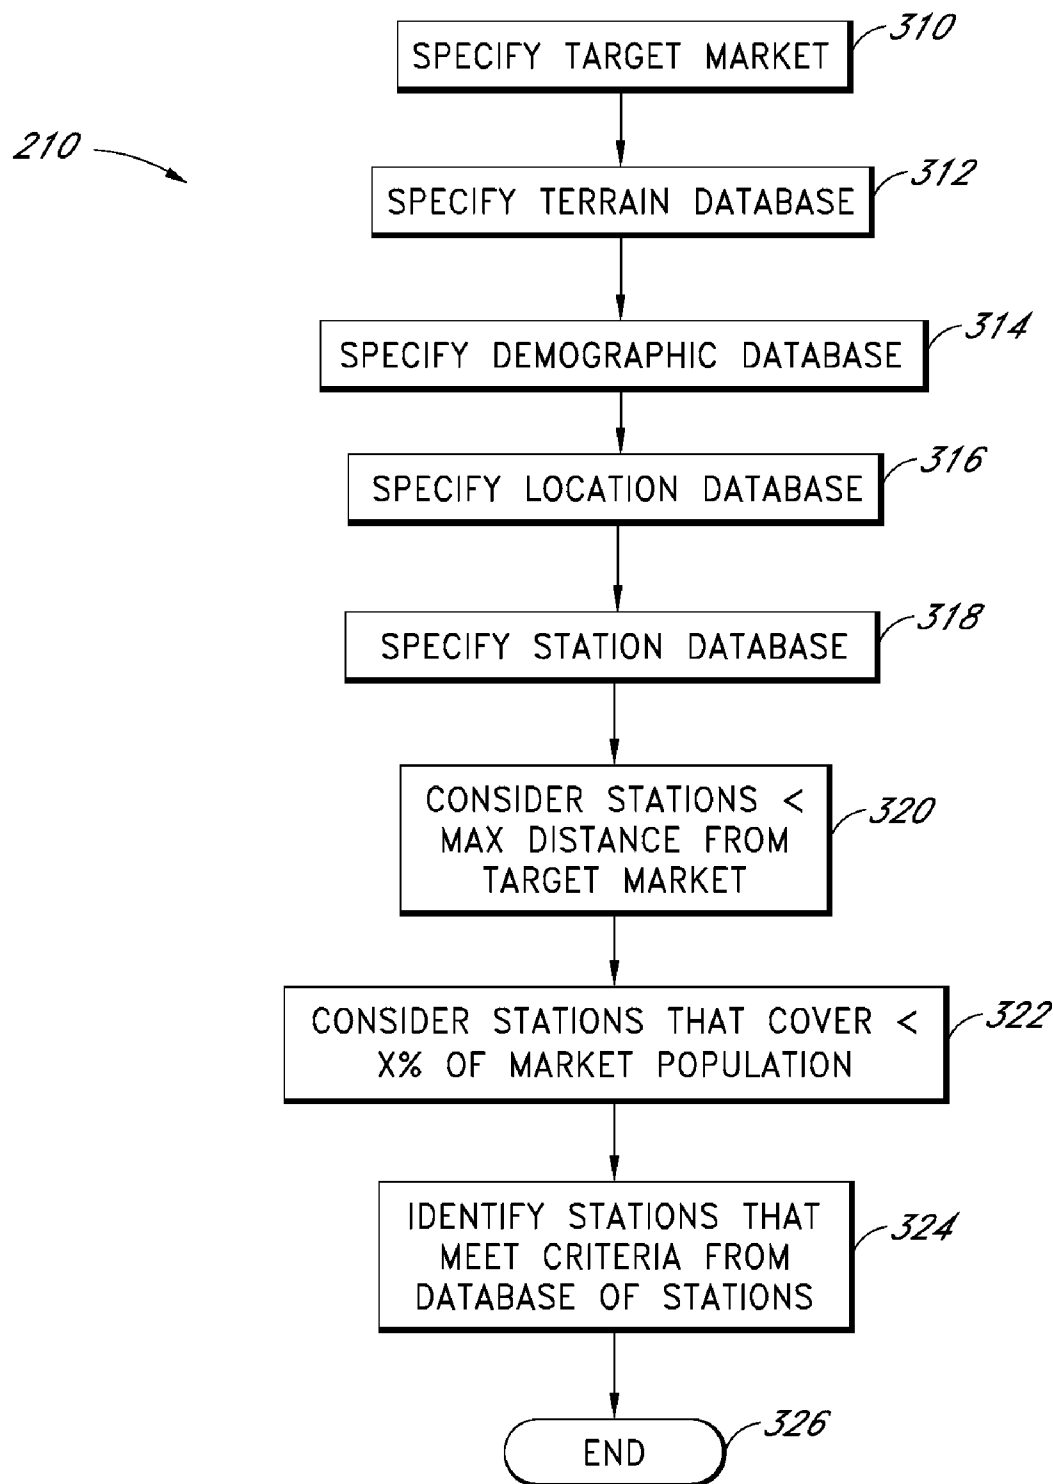 SPECIFY TARGET MARKET
310
210
SPECIFY TERRAIN DATABASE
312
SPECIFY DEMOGRAPHIC DATABASE
314
SPECIFY LOCATION DATABASE
316
SPECIFY STATION DATABASE
318
CONSIDER STATIONS <
MAX DISTANCE FROM
TARGET MARKET
320
CONSIDER STATIONS THAT COVER <
X% OF MARKET POPULATION
322
IDENTIFY STATIONS THAT
MEET CRITERIA FROM
DATABASE OF STATIONS
324
END
326